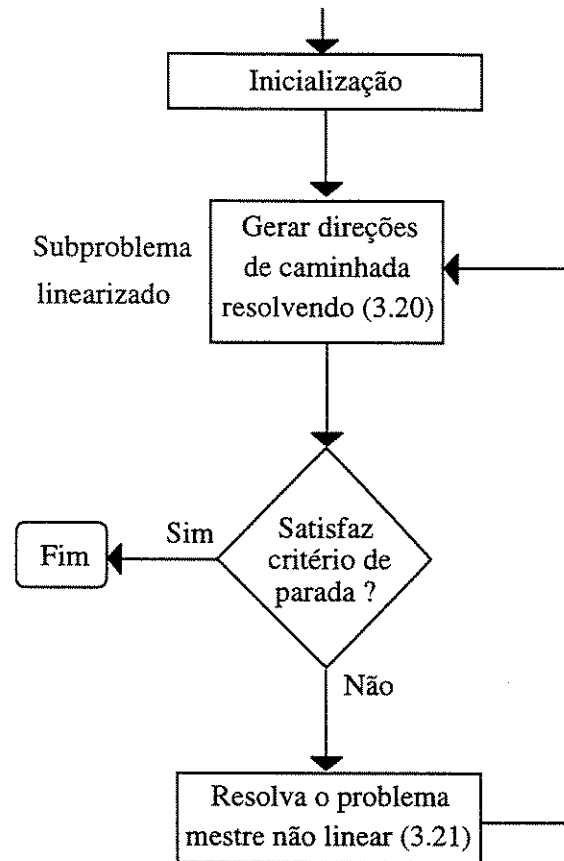 Inicialização
Subproblema
linearizado
Gerar direções
de caminhada
resolvendo (3.20)
Sim
Fim
Satisfaz
critério de
parada ?
Não
Resolva o problema
mestre não linear (3.21)